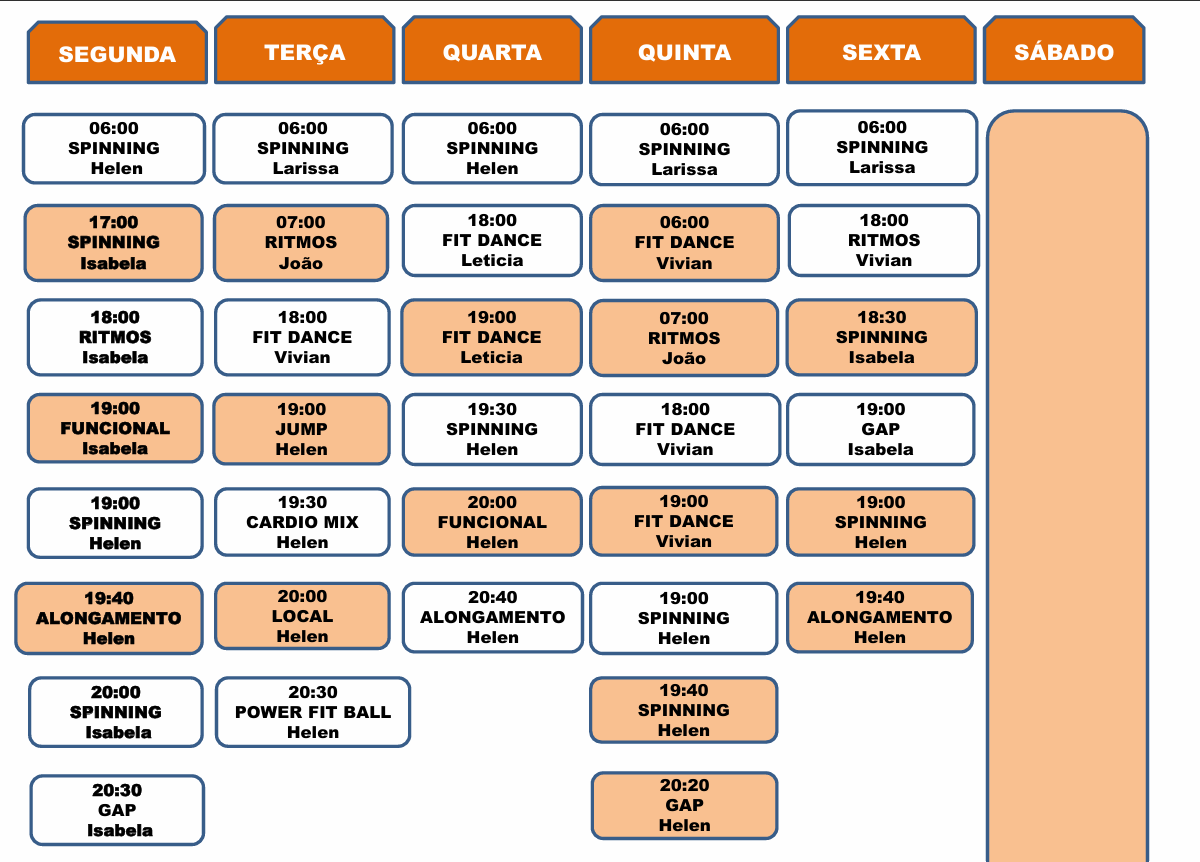 SEGUNDA
06:00
SPINNING
Helen
17:00
SPINNING
Isabela
18:00
RITMOS
Isabela
19:00
FUNCIONAL
Isabela
19:00
SPINNING
Helen
19:40
ALONGAMENTO
Helen
20:00
SPINNING
Isabela
20:30
GAP
Isabela
TERÇA
06:00
SPINNING
Larissa
07:00
RITMOS
João
18:00
FIT DANCE
Vivian
19:00
JUMP
Helen
19:30
CARDIO MIX
Helen
20:00
LOCAL
Helen
20:30
POWER FIT BALL
Helen
QUARTA
06:00
SPINNING
Helen
18:00
FIT DANCE
Leticia
19:00
FIT DANCE
Leticia
19:30
SPINNING
Helen
20:00
FUNCIONAL
Helen
20:40
ALONGAMENTO
Helen
QUINTA
06:00
SPINNING
Larissa
06:00
FIT DANCE
Vivian
07:00
RITMOS
João
18:00
FIT DANCE
Vivian
19:00
FIT DANCE
Vivian
19:00
SPINNING
Helen
19:40
SPINNING
Helen
20:20
GAP
Helen
SEXTA
06:00
SPINNING
Larissa
18:00
RITMOS
Vivian
18:30
SPINNING
Isabela
19:00
GAP
Isabela
19:00
SPINNING
Helen
19:40
ALONGAMENTO
Helen
SÁBADO